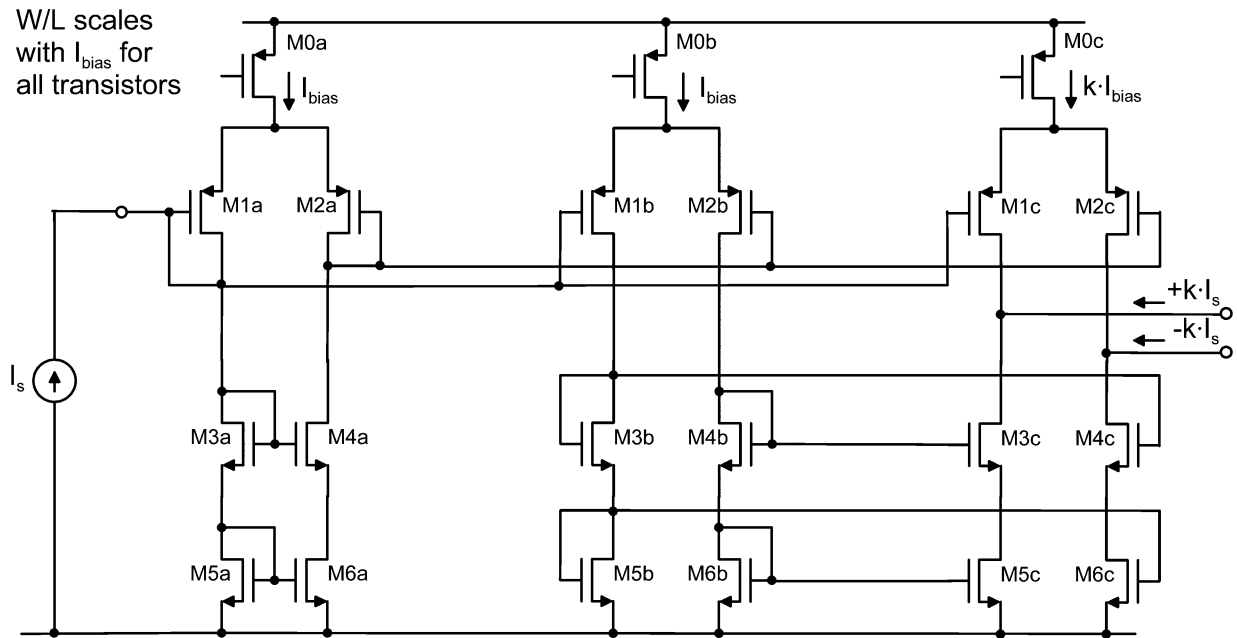 W/L scales
with I_bias for
all transistors
M0a
M0b
M0c
I_bias
I_bias
k·I_bias
M1a
M2a
M1b
M2b
M1c
M2c
+k·I_s
-k·I_s
I_s
M3a
M4a
M3b
M4b
M3c
M4c
M5a
M6a
M5b
M6b
M5c
M6c